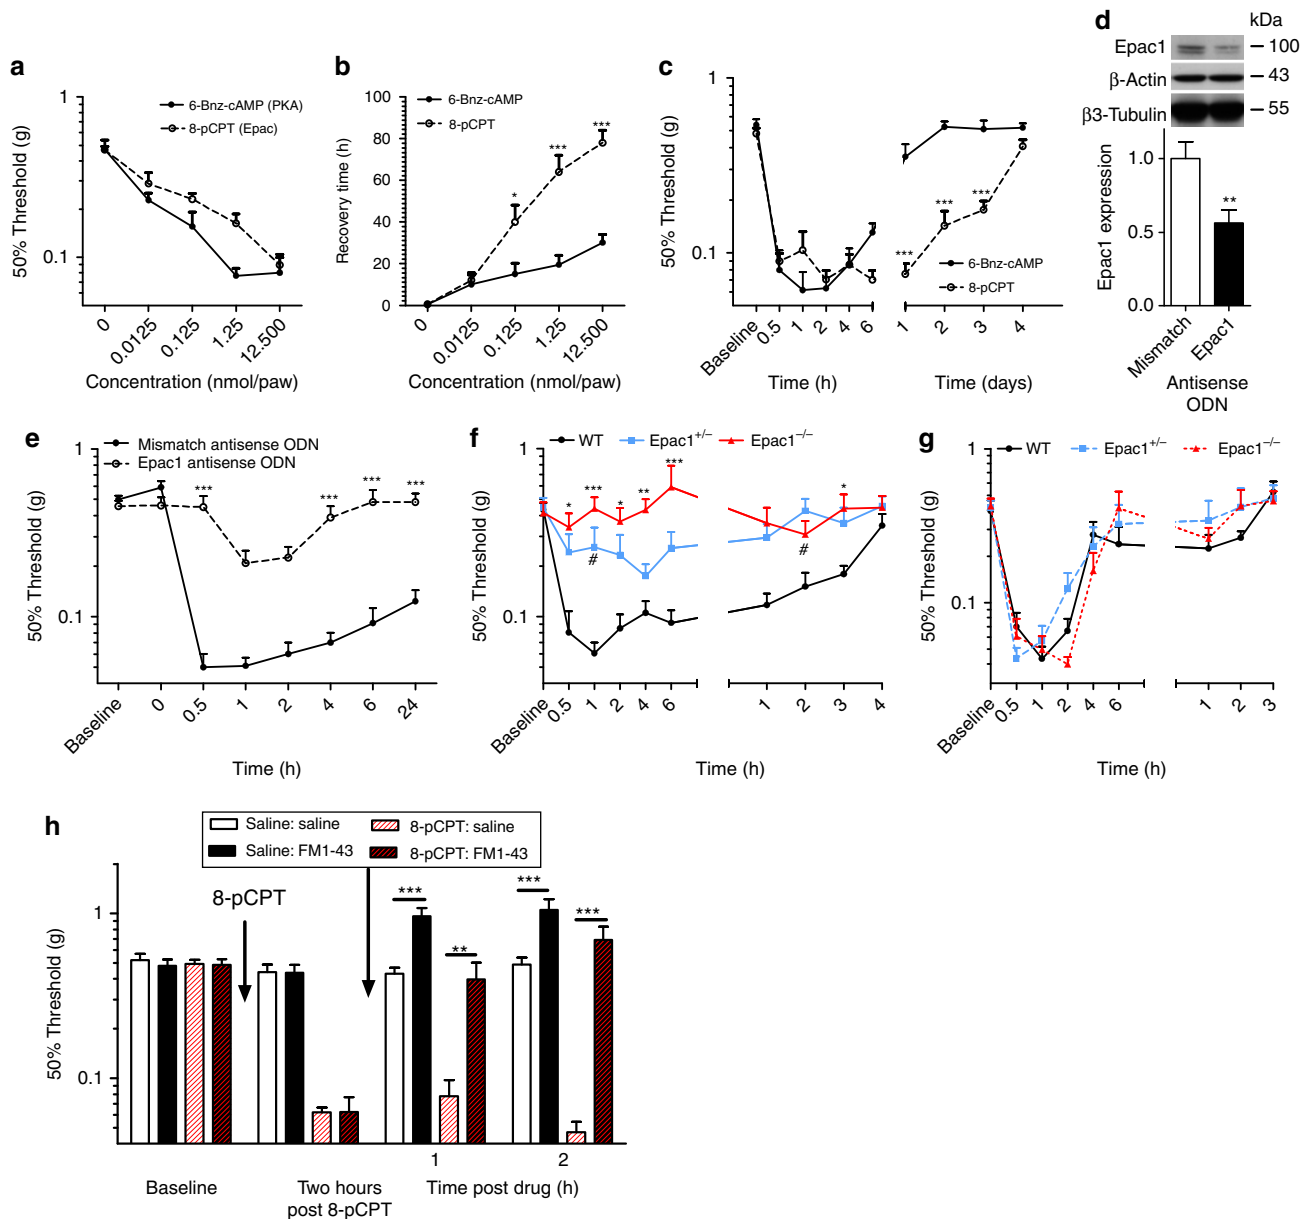 a
1
0.1
50% Threshold (g)
6-Bnz-cAMP (PKA)
8-pCPT (Epac)
0
0.0125
0.125
1.25
12.500
Concentration (nmol/paw)
b
100
80
60
40
20
0
Recovery time (h)
6-Bnz-cAMP
8-pCPT
*
***
***
0
0.0125
0.125
1.25
12.500
Concentration (nmol/paw)
c
1
0.1
50% Threshold (g)
***
***
***
6-Bnz-cAMP
8-pCPT
Baseline
0.5
1
2
4
6
1
2
3
4
Time (h)
Time (days)
d
kDa
Epac1
100
β-Actin
43
β3-Tubulin
55
1.0
0.5
0.0
Epac1 expression
**
Mismatch
Epac1
Antisense
ODN
e
Mismatch antisense ODN
Epac1 antisense ODN
1
0.1
50% Threshold (g)
***
***
***
***
Baseline
0
0.5
1
2
4
6
24
Time (h)
f
WT
Epac1+/–
Epac1–/–
1
0.1
50% Threshold (g)
*
***
*
**
***
#
*
#
Baseline
0.5
1
2
4
6
1
2
3
4
Time (h)
g
WT
Epac1+/–
Epac1–/–
1
0.1
50% Threshold (g)
Baseline
0.5
1
2
4
6
1
2
3
Time (h)
h
Saline: saline
8-pCPT: saline
Saline: FM1-43
8-pCPT: FM1-43
1
0.1
50% Threshold (g)
8-pCPT
***
**
***
***
1
2
Baseline
Two hours
post 8-pCPT
Time post drug (h)